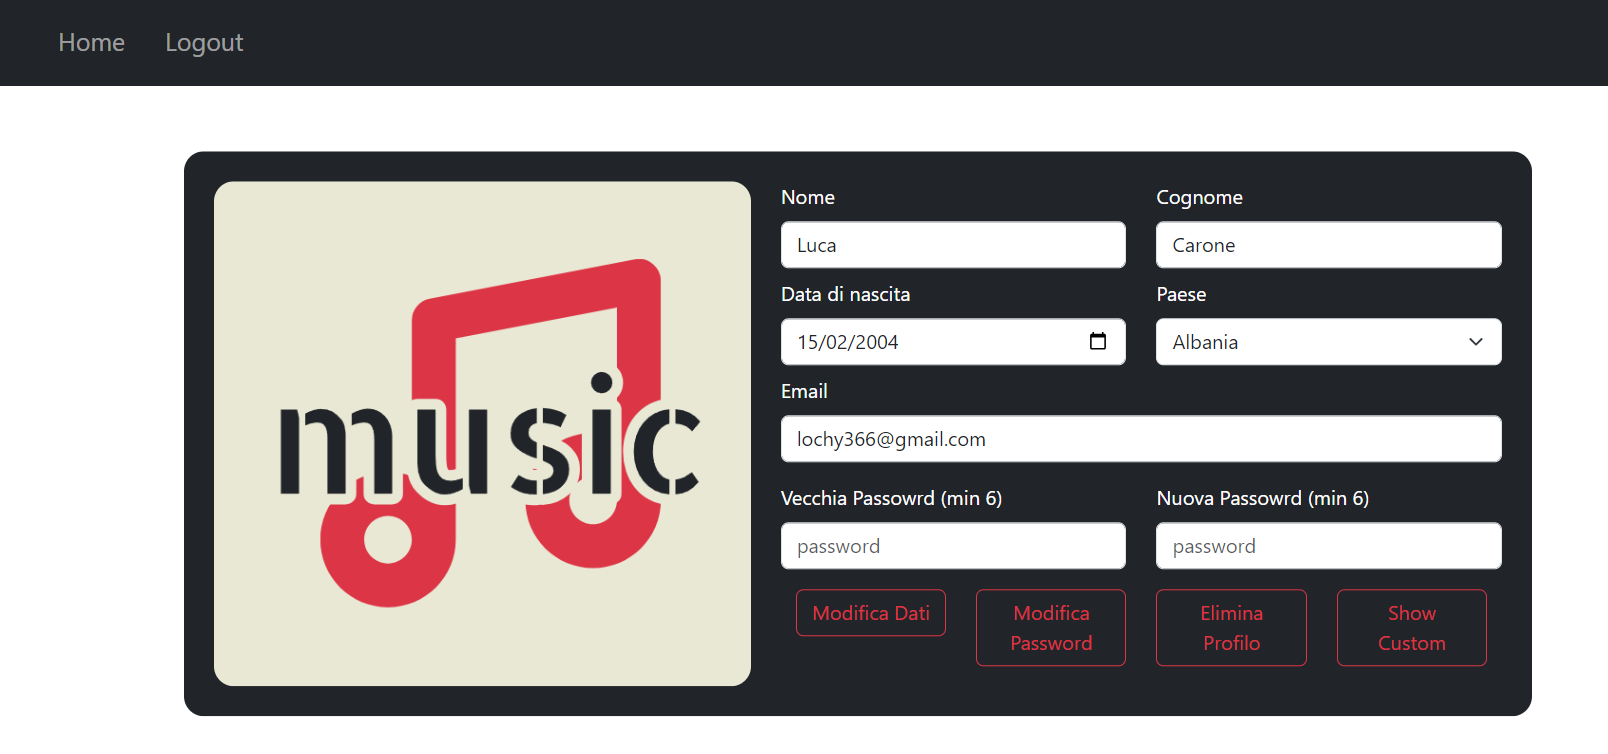 Home Logout
music
Nome Cognome
Luca Carone
Data di nascita Paese
15/02/2004 Albania
Email
lochy366@gmail.com
Vecchia Passowrd (min 6) Nuova Passowrd (min 6)
password password
Modifica Dati
Modifica
Password
Elimina
Profilo
Show
Custom